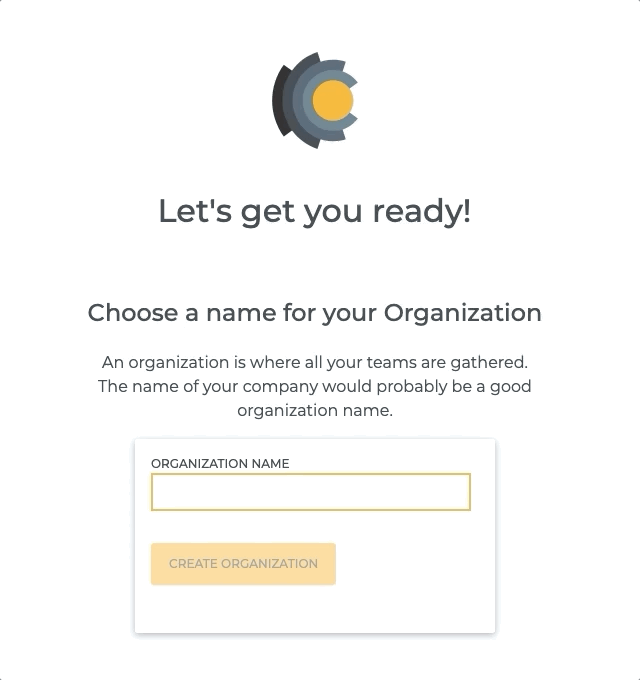 Let's get you ready!
Choose a name for your Organization
An organization is where all your teams are gathered.
The name of your company would probably be a good
organization name.
ORGANIZATION NAME
CREATE ORGANIZATION